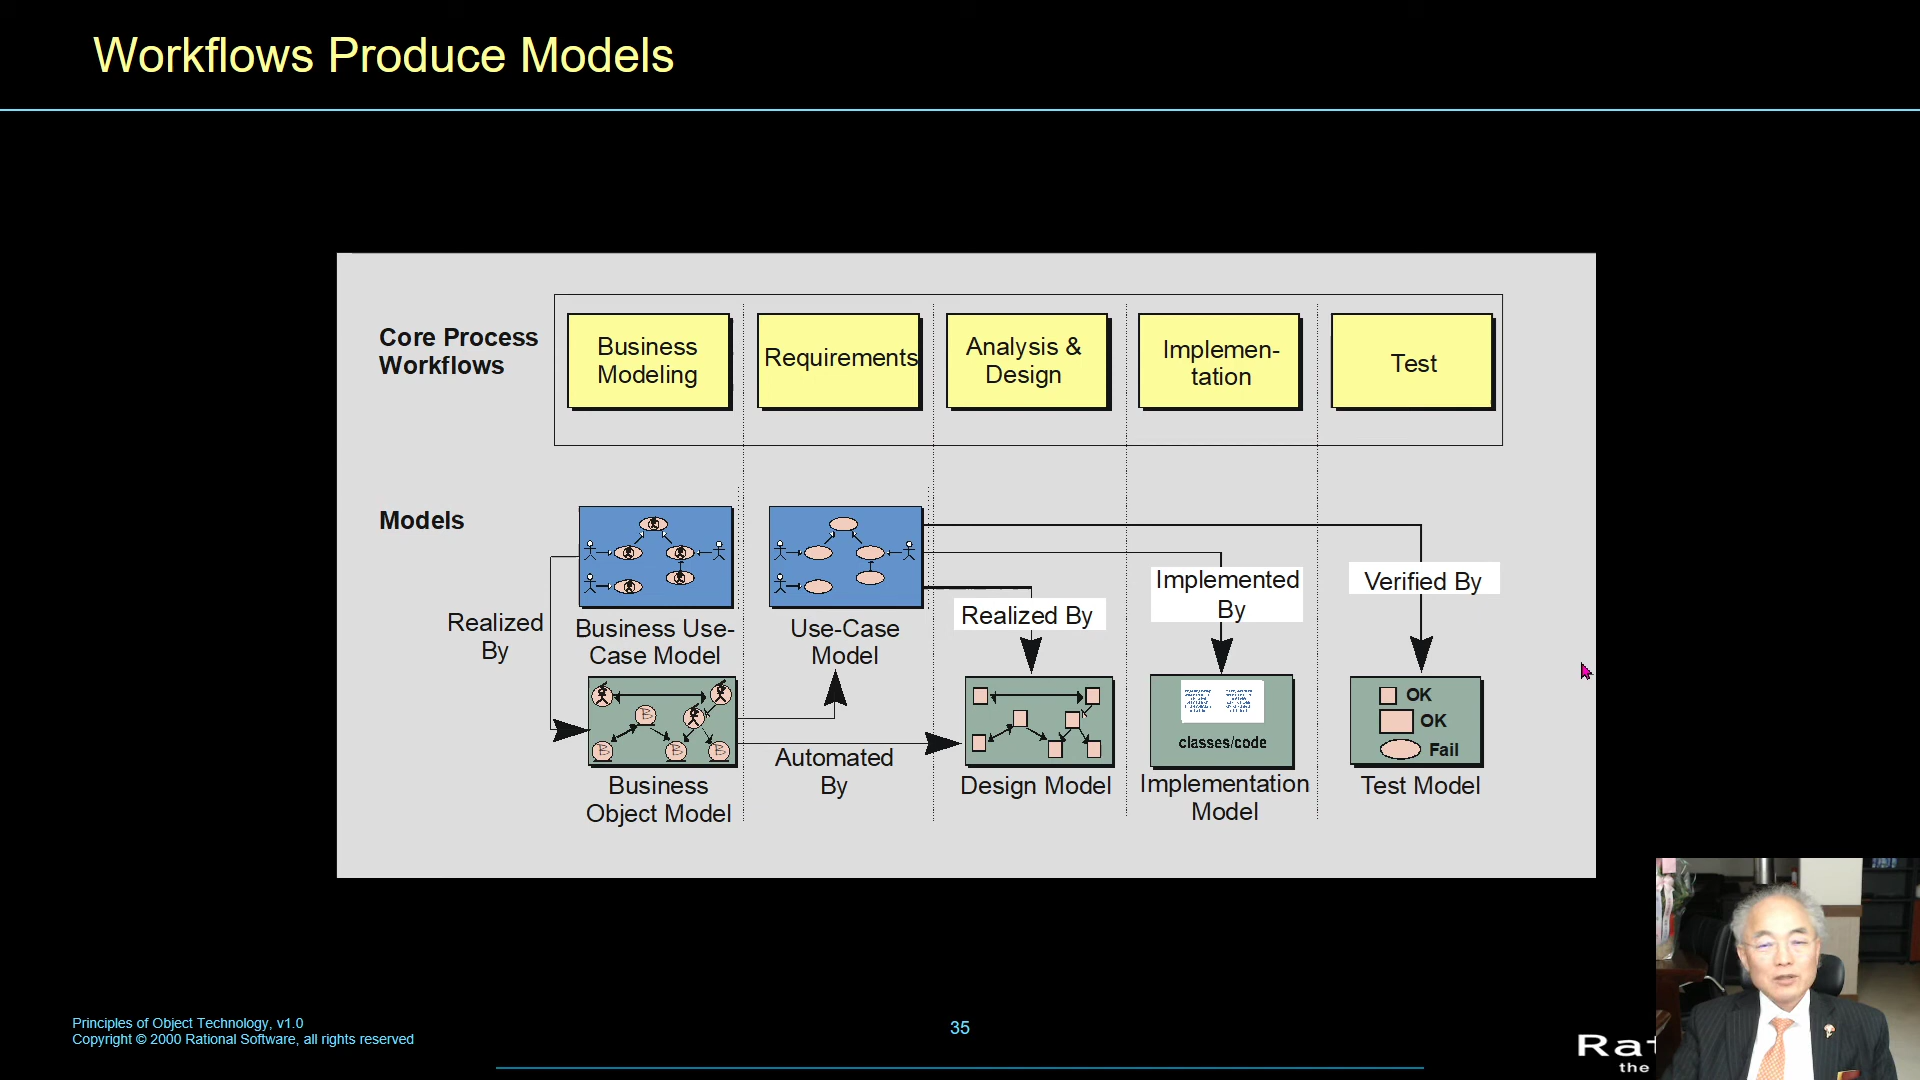 Workflows Produce Models
Core Process
Workflows
Business
Modeling
Requirements
Analysis &
Design
Implemen-
tation
Test
Models
Realized
By
Business Use-
Case Model
Use-Case
Model
Realized By
Implemented
By
Verified By
B
B
B
B
classes/code
OK
OK
Fail
Automated
By
Business
Object Model
Design Model
Implementation
Model
Test Model
Principles of Object Technology, v1.0
Copyright © 2000 Rational Software, all rights reserved
35
the